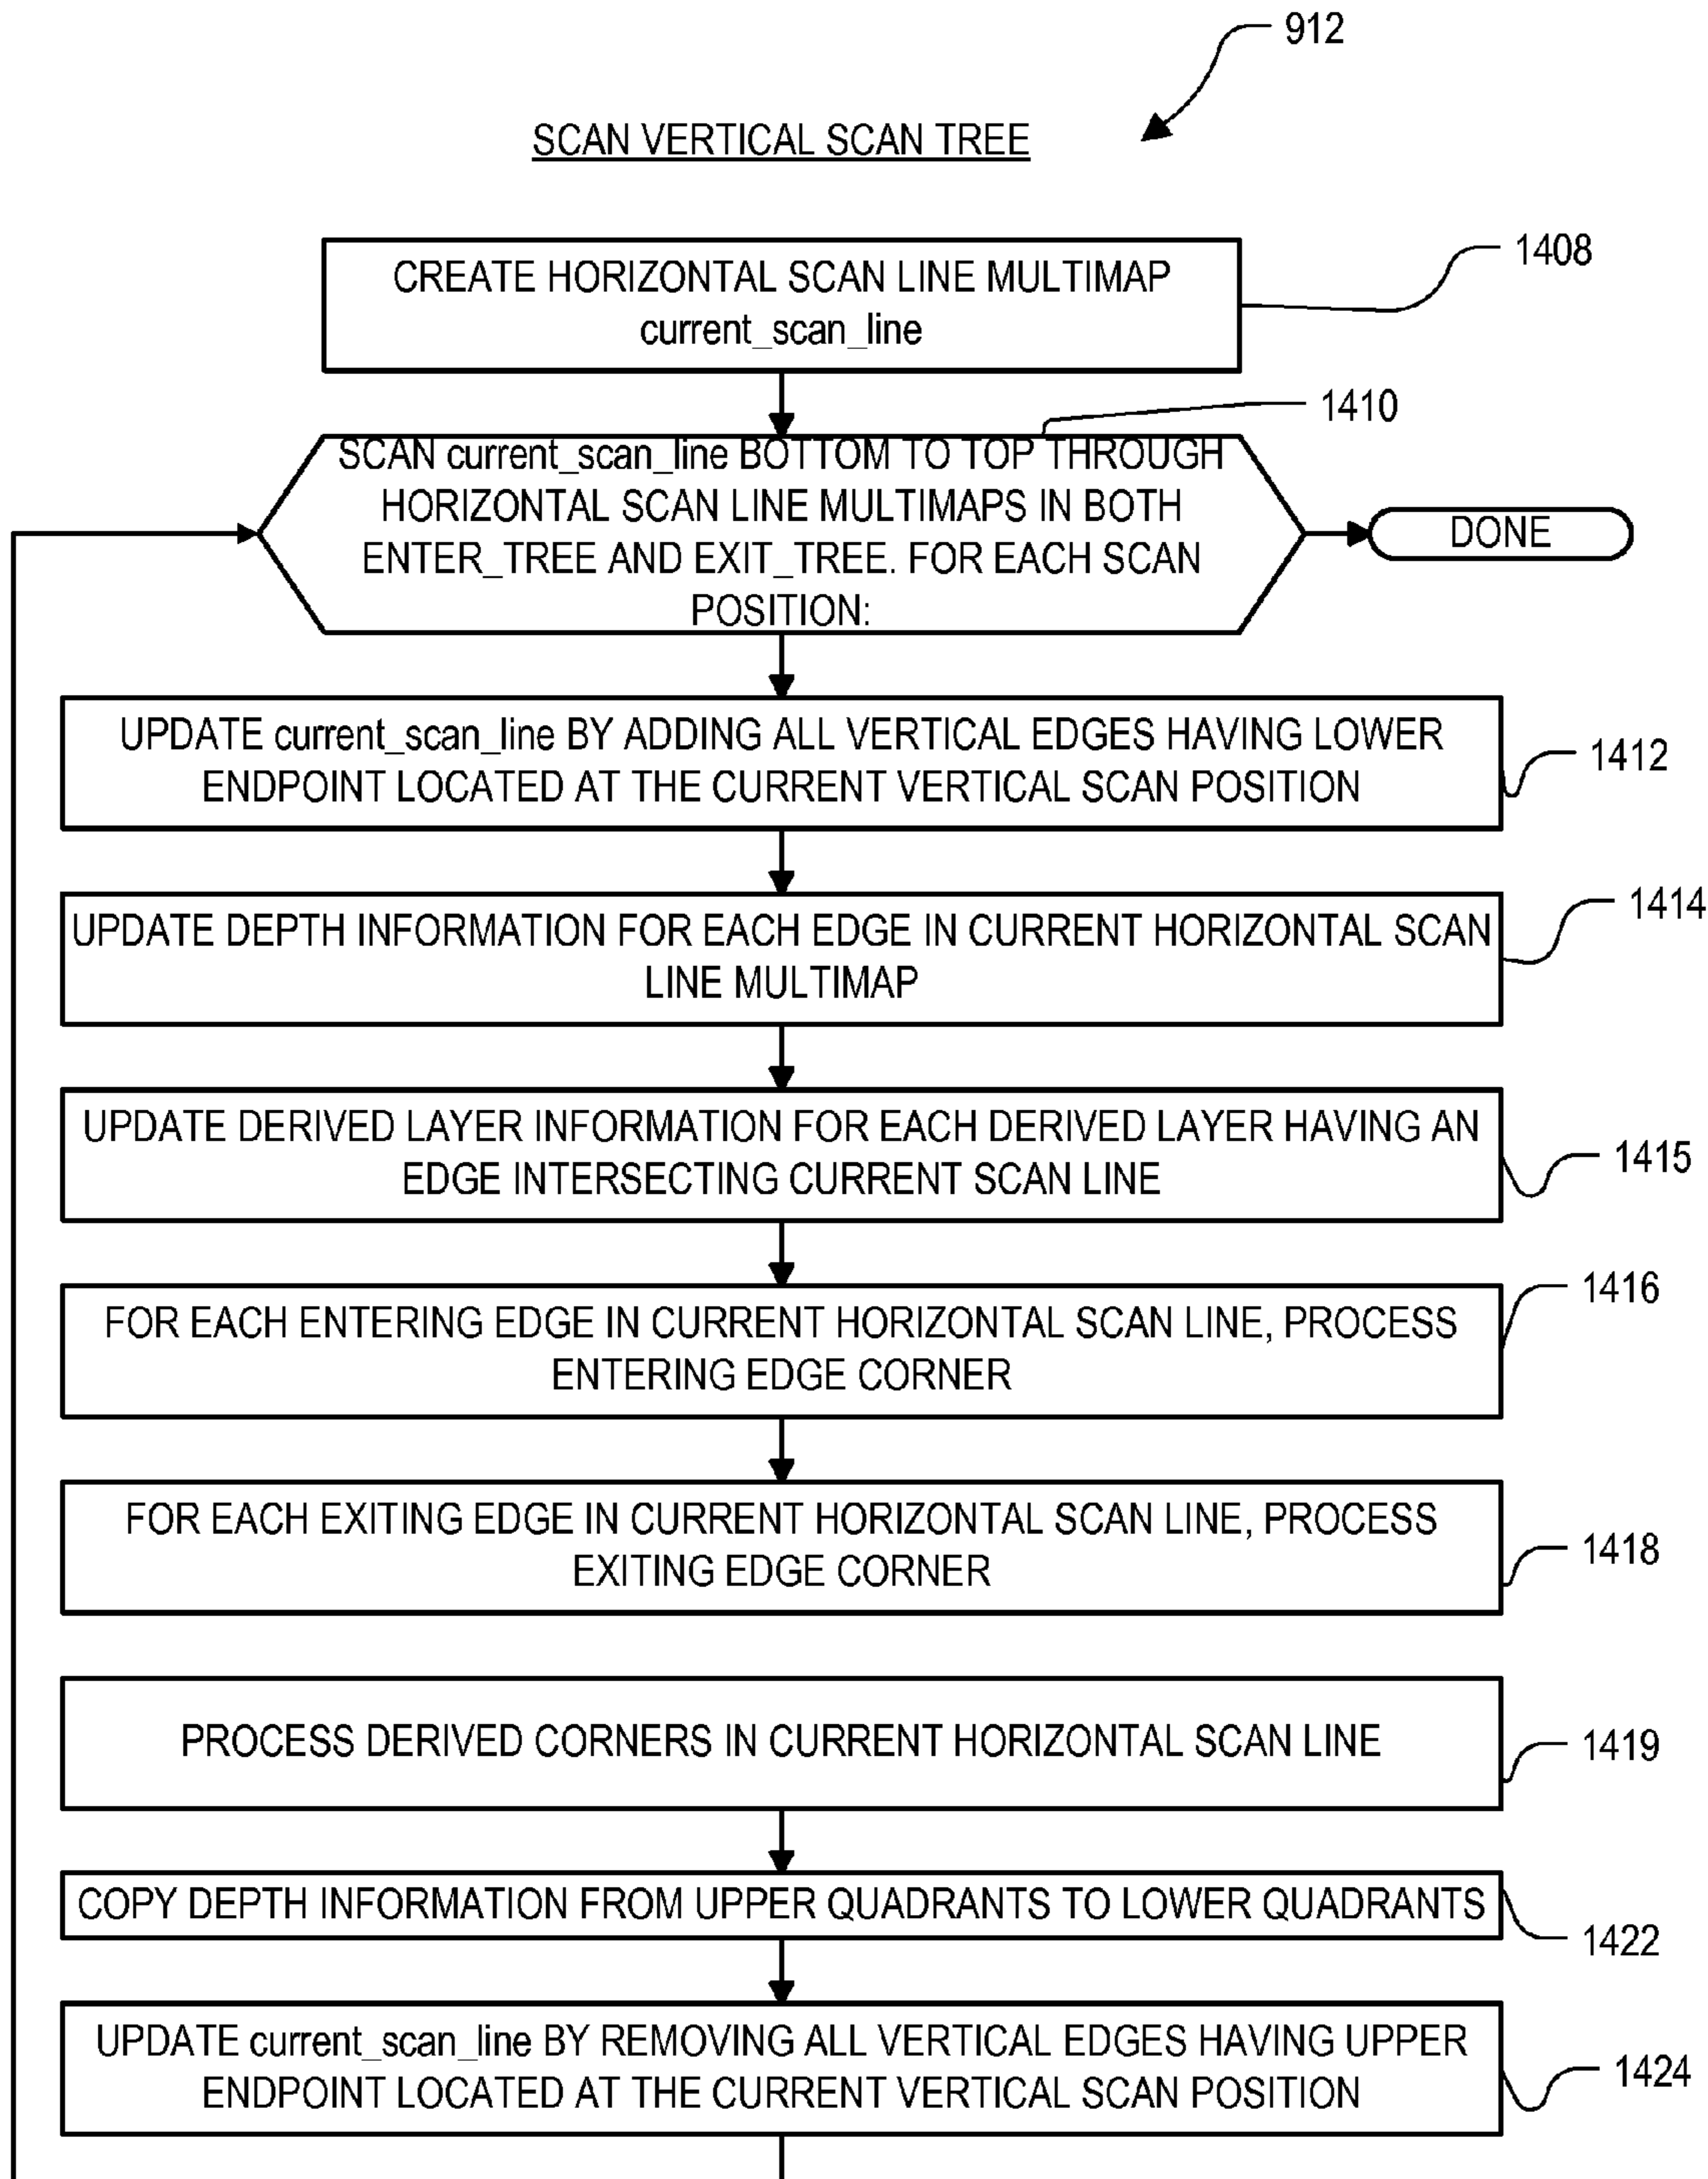 912
SCAN VERTICAL SCAN TREE
CREATE HORIZONTAL SCAN LINE MULTIMAP
current_scan_line
1408
1410
SCAN current_scan_line BOTTOM TO TOP THROUGH
HORIZONTAL SCAN LINE MULTIMAPS IN BOTH
ENTER_TREE AND EXIT_TREE. FOR EACH SCAN
POSITION:
DONE
UPDATE current_scan_line BY ADDING ALL VERTICAL EDGES HAVING LOWER
ENDPOINT LOCATED AT THE CURRENT VERTICAL SCAN POSITION
1412
UPDATE DEPTH INFORMATION FOR EACH EDGE IN CURRENT HORIZONTAL SCAN
LINE MULTIMAP
1414
UPDATE DERIVED LAYER INFORMATION FOR EACH DERIVED LAYER HAVING AN
EDGE INTERSECTING CURRENT SCAN LINE
1415
FOR EACH ENTERING EDGE IN CURRENT HORIZONTAL SCAN LINE, PROCESS
ENTERING EDGE CORNER
1416
FOR EACH EXITING EDGE IN CURRENT HORIZONTAL SCAN LINE, PROCESS
EXITING EDGE CORNER
1418
PROCESS DERIVED CORNERS IN CURRENT HORIZONTAL SCAN LINE
1419
COPY DEPTH INFORMATION FROM UPPER QUADRANTS TO LOWER QUADRANTS
1422
UPDATE current_scan_line BY REMOVING ALL VERTICAL EDGES HAVING UPPER
ENDPOINT LOCATED AT THE CURRENT VERTICAL SCAN POSITION
1424